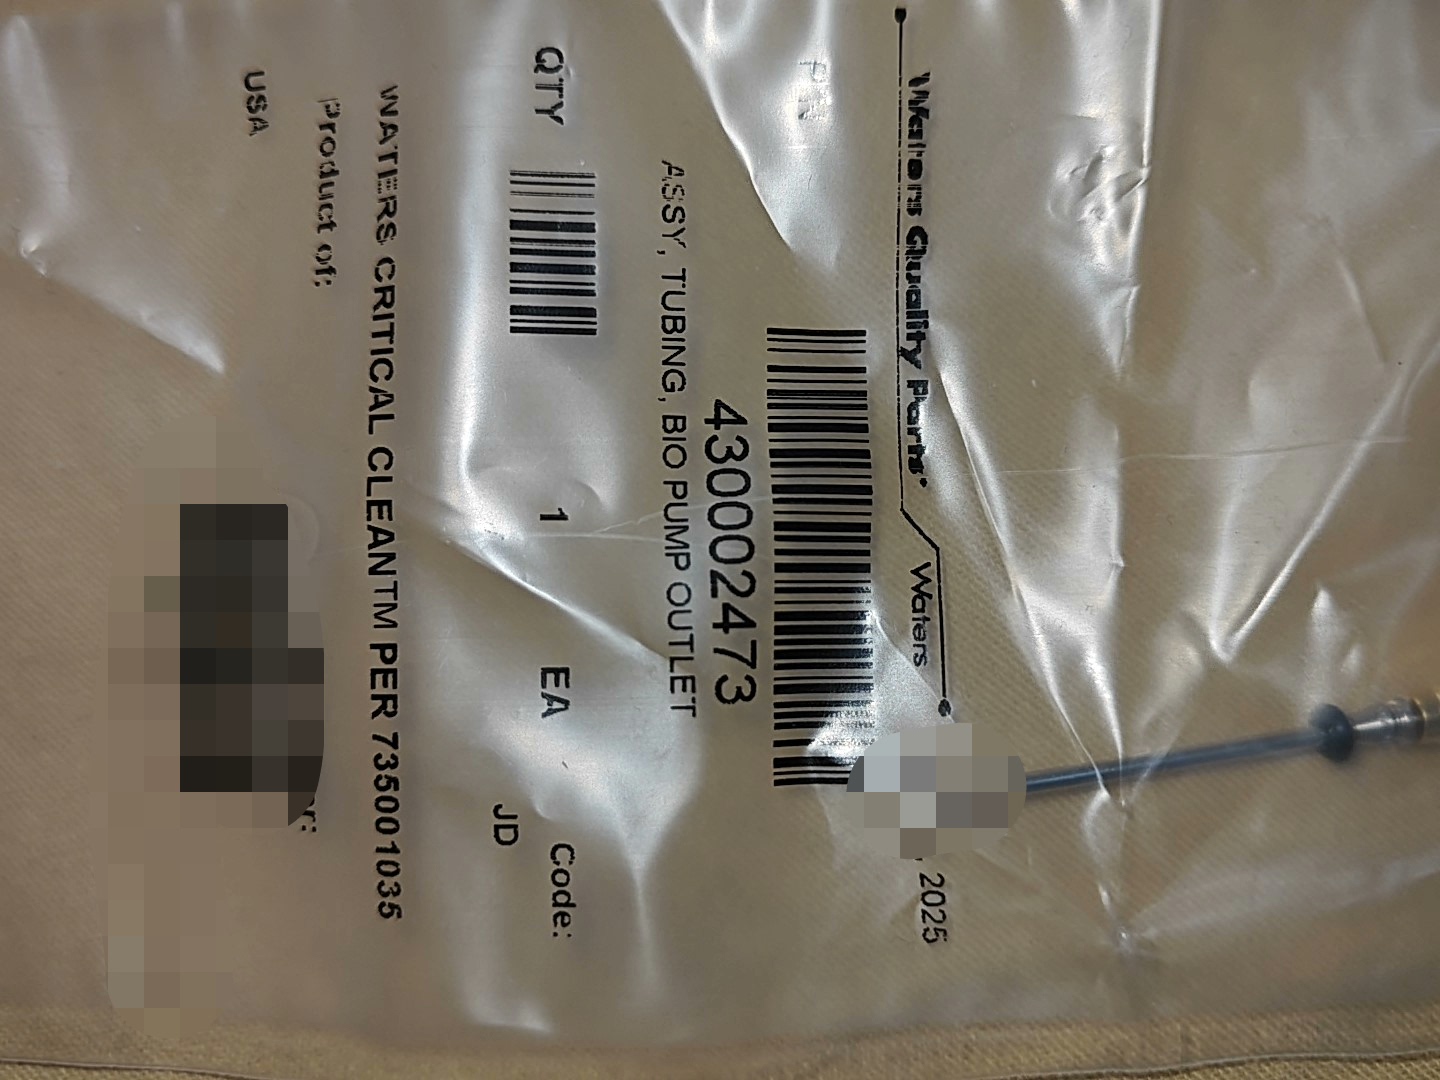 Waters Quality Parts®
Waters
, 2025
PN
430002473
ASSY, TUBING, BIO PUMP OUTLET
QTY
1
EA
Code:
JD
WATERS CRITICAL CLEANTM PER 735001035
Product of:
USA